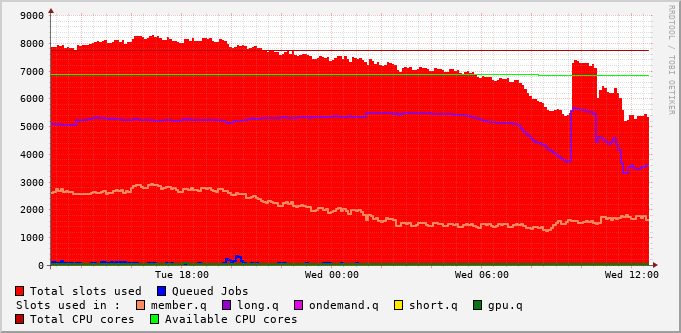 RRDTOOL / TOBI OETIKER
9000
8000
7000
6000
5000
4000
3000
2000
1000
0
Tue 18:00 Wed 00:00 Wed 06:00 Wed 12:00
Total slots used Queued Jobs
Slots used in : member.q long.q ondemand.q short.q gpu.q
Total CPU cores Available CPU cores